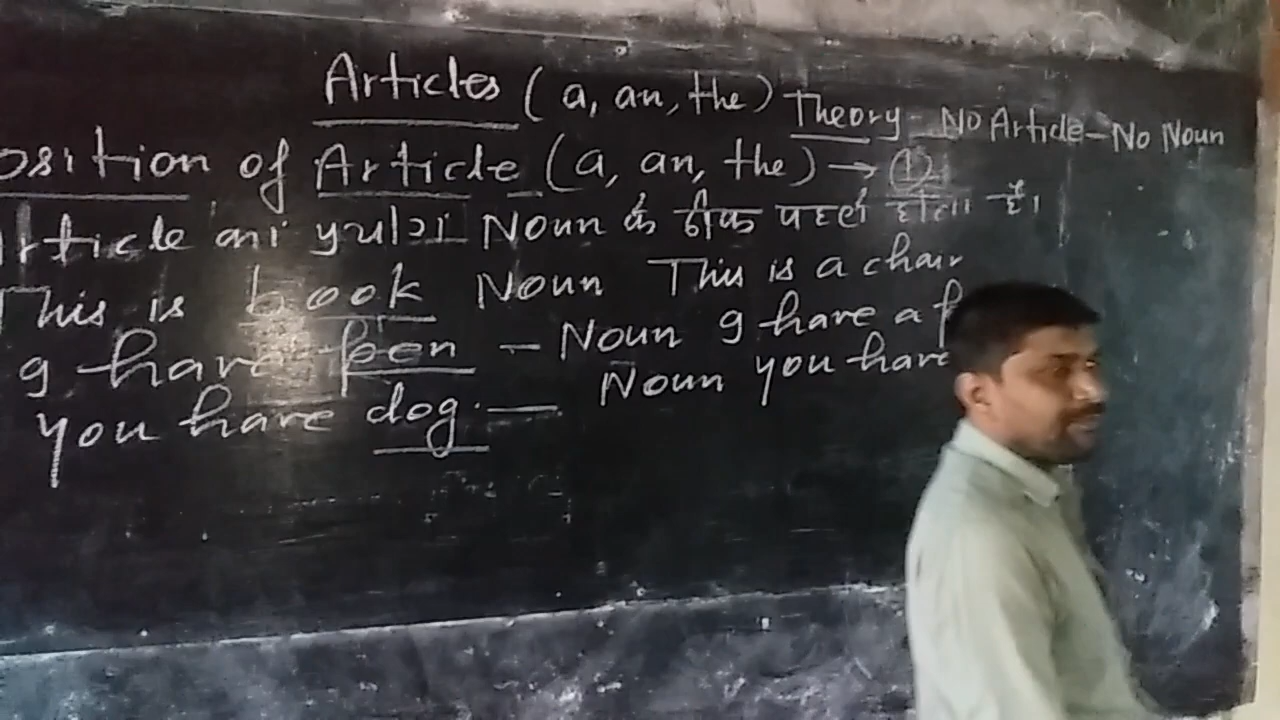 Articles (a, an, the) Theory - No Article - No Noun
osition of Article (a, an, the) → ①
rticle का प्रयोग Noun के ठीक पहले होता है।
This is book Noun This is a chair
I have pen - Noun I have a
You have dog. — Noun You have